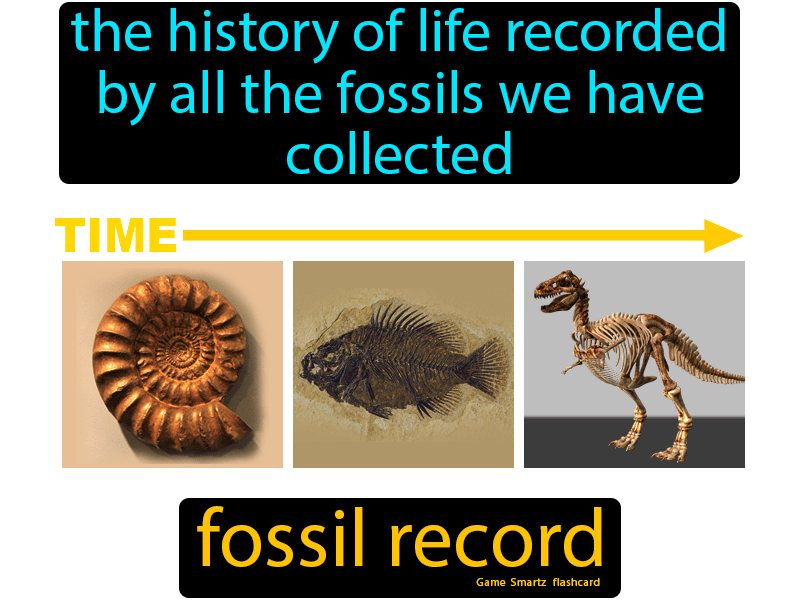 the history of life recorded
by all the fossils we have
collected
TIME
fossil record
Game Smartz flashcard